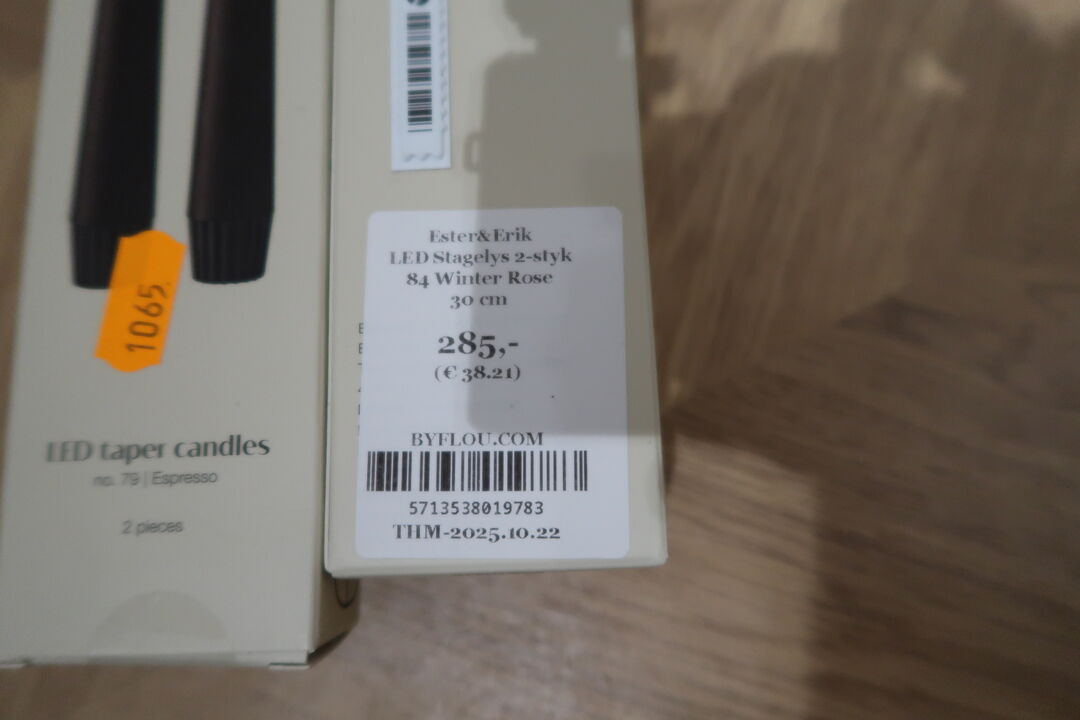 1065
LED taper candles
no. 79 | Espresso
2 pieces
Ester&Erik
LED Stagelys 2-styk
84 Winter Rose
30 cm
285,-
(€ 38.21)
BYFLOU.COM
5713538019783
THM-2025.10.22